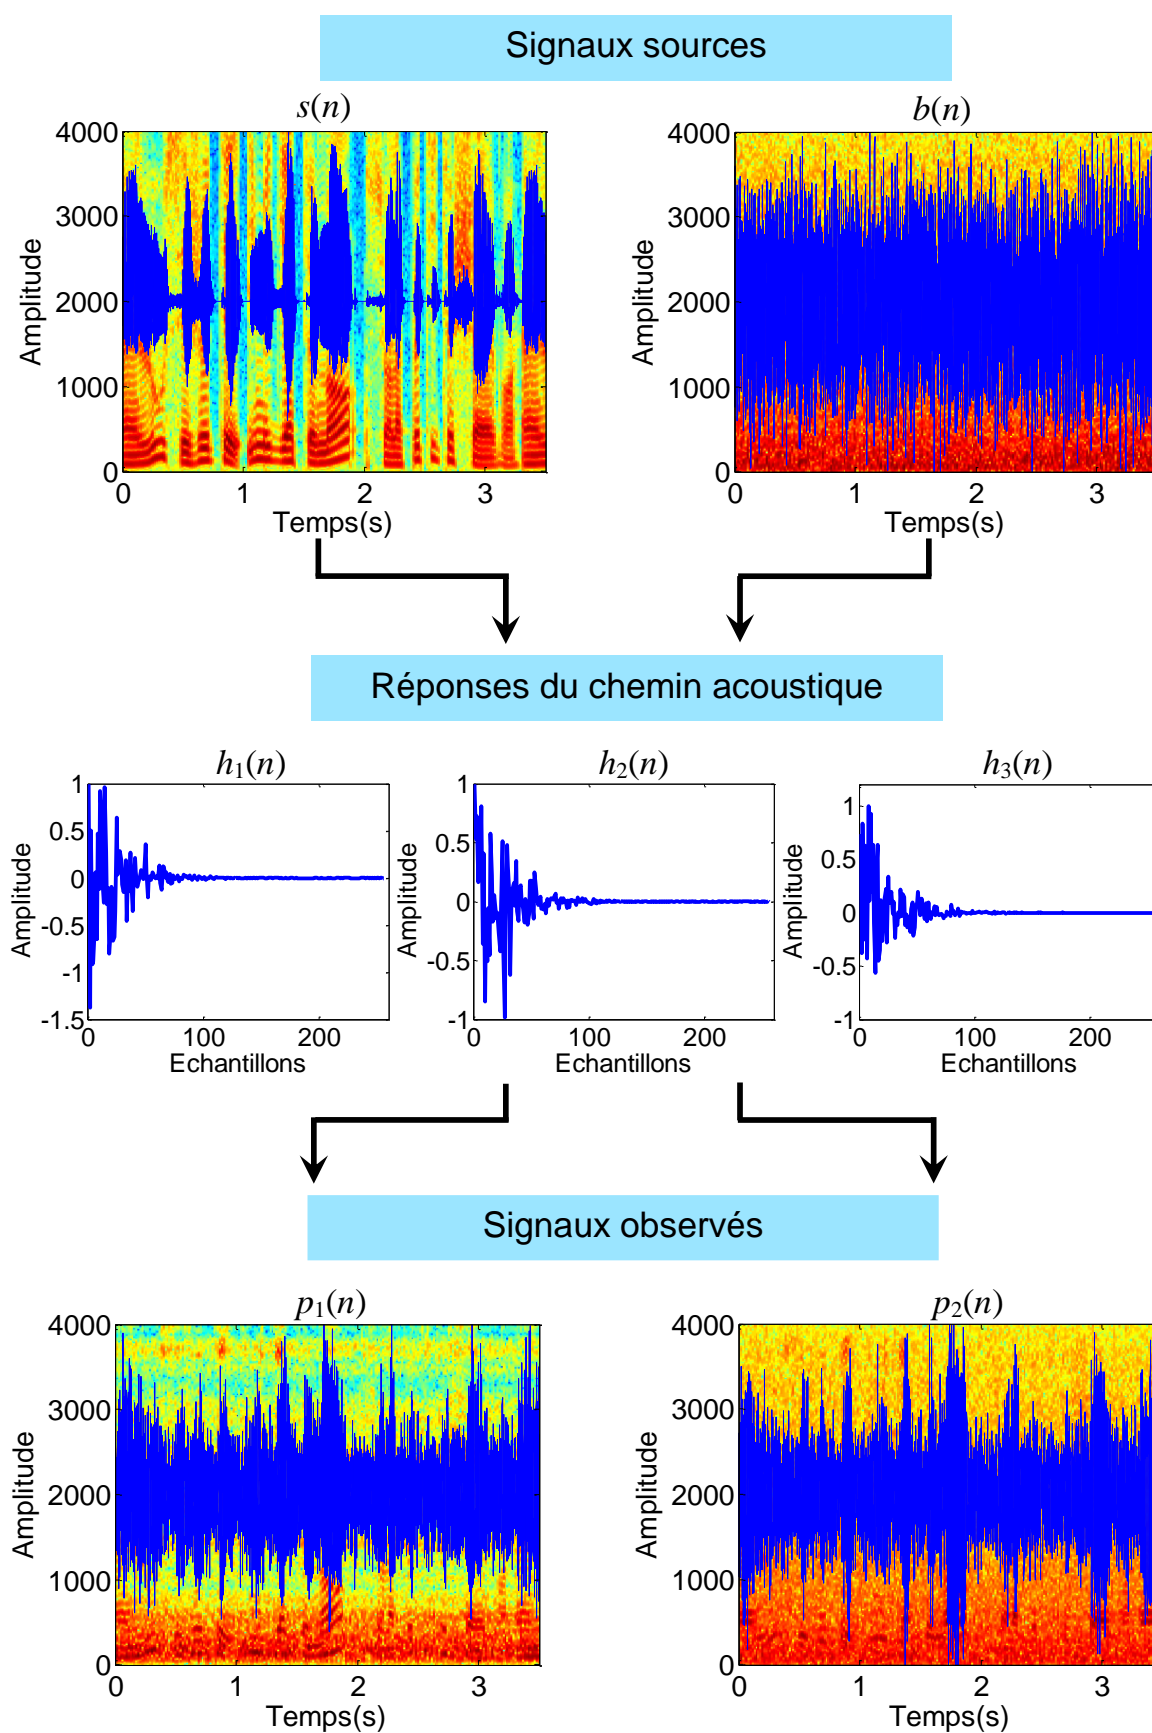 Signaux sources
s(n)
b(n)
4000
3000
2000
1000
0
Amplitude
0 1 2 3
Temps(s)
4000
3000
2000
1000
0
Amplitude
0 1 2 3
Temps(s)
Réponses du chemin acoustique
h1(n)
h2(n)
h3(n)
1
0.5
0
-0.5
-1
-1.5
Amplitude
0 100 200
Echantillons
1
0.5
0
-0.5
-1
Amplitude
0 100 200
Echantillons
1
0.5
0
-0.5
-1
Amplitude
0 100 200
Echantillons
Signaux observés
p1(n)
p2(n)
4000
3000
2000
1000
0
Amplitude
0 1 2 3
Temps(s)
4000
3000
2000
1000
0
Amplitude
0 1 2 3
Temps(s)